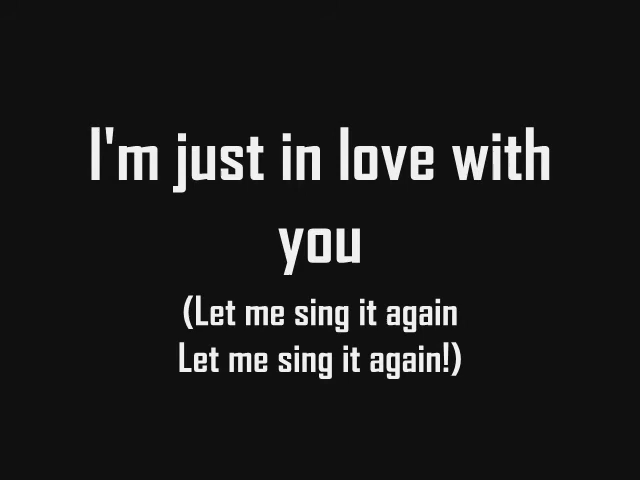 I'm just in love with
you
(Let me sing it again
Let me sing it again!)